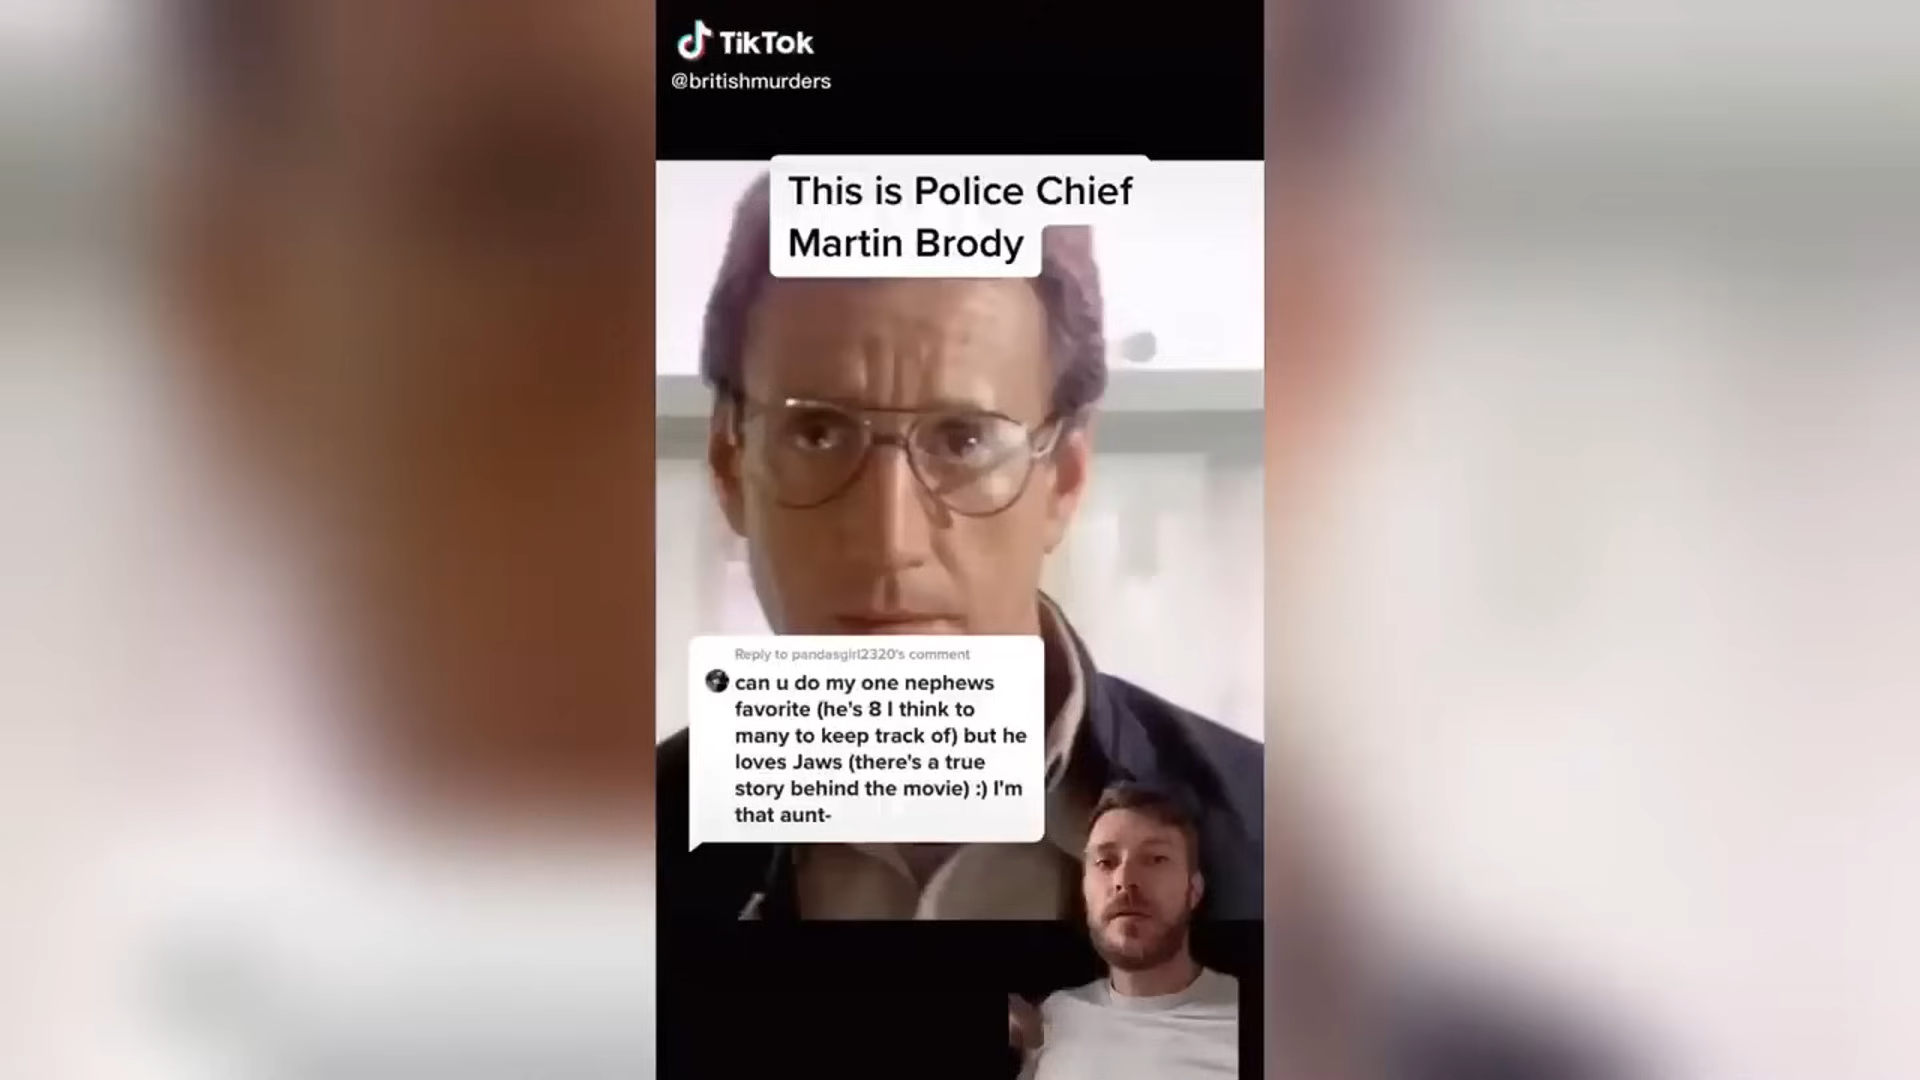 TikTok
@britishmurders
This is Police Chief
Martin Brody
Reply to pandasgirl2320's comment
can u do my one nephews
favorite (he's 8 I think to
many to keep track of) but he
loves Jaws (there's a true
story behind the movie) :) I'm
that aunt-